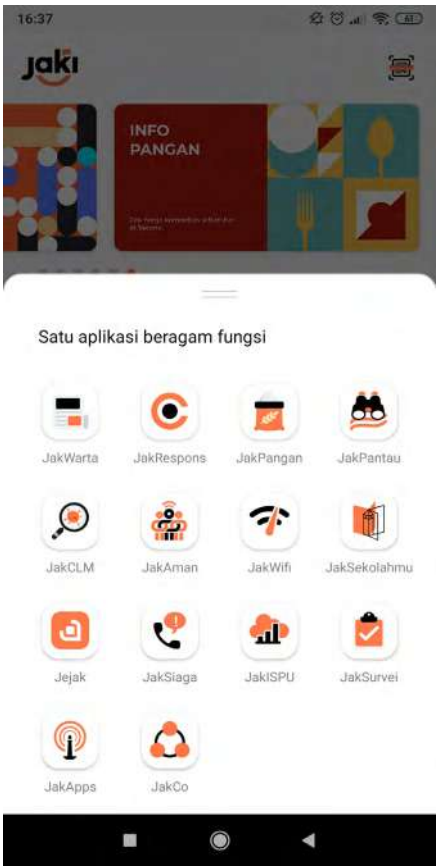 16:37
61
jaki
INFO
PANGAN
Satu aplikasi beragam fungsi
JakWarta JakRespons JakPangan JakPantau
JakCLM JakAman JakWifi JakSekolahmu
Jejak JakSiaga JakISPU JakSurvei
JakApps JakCo